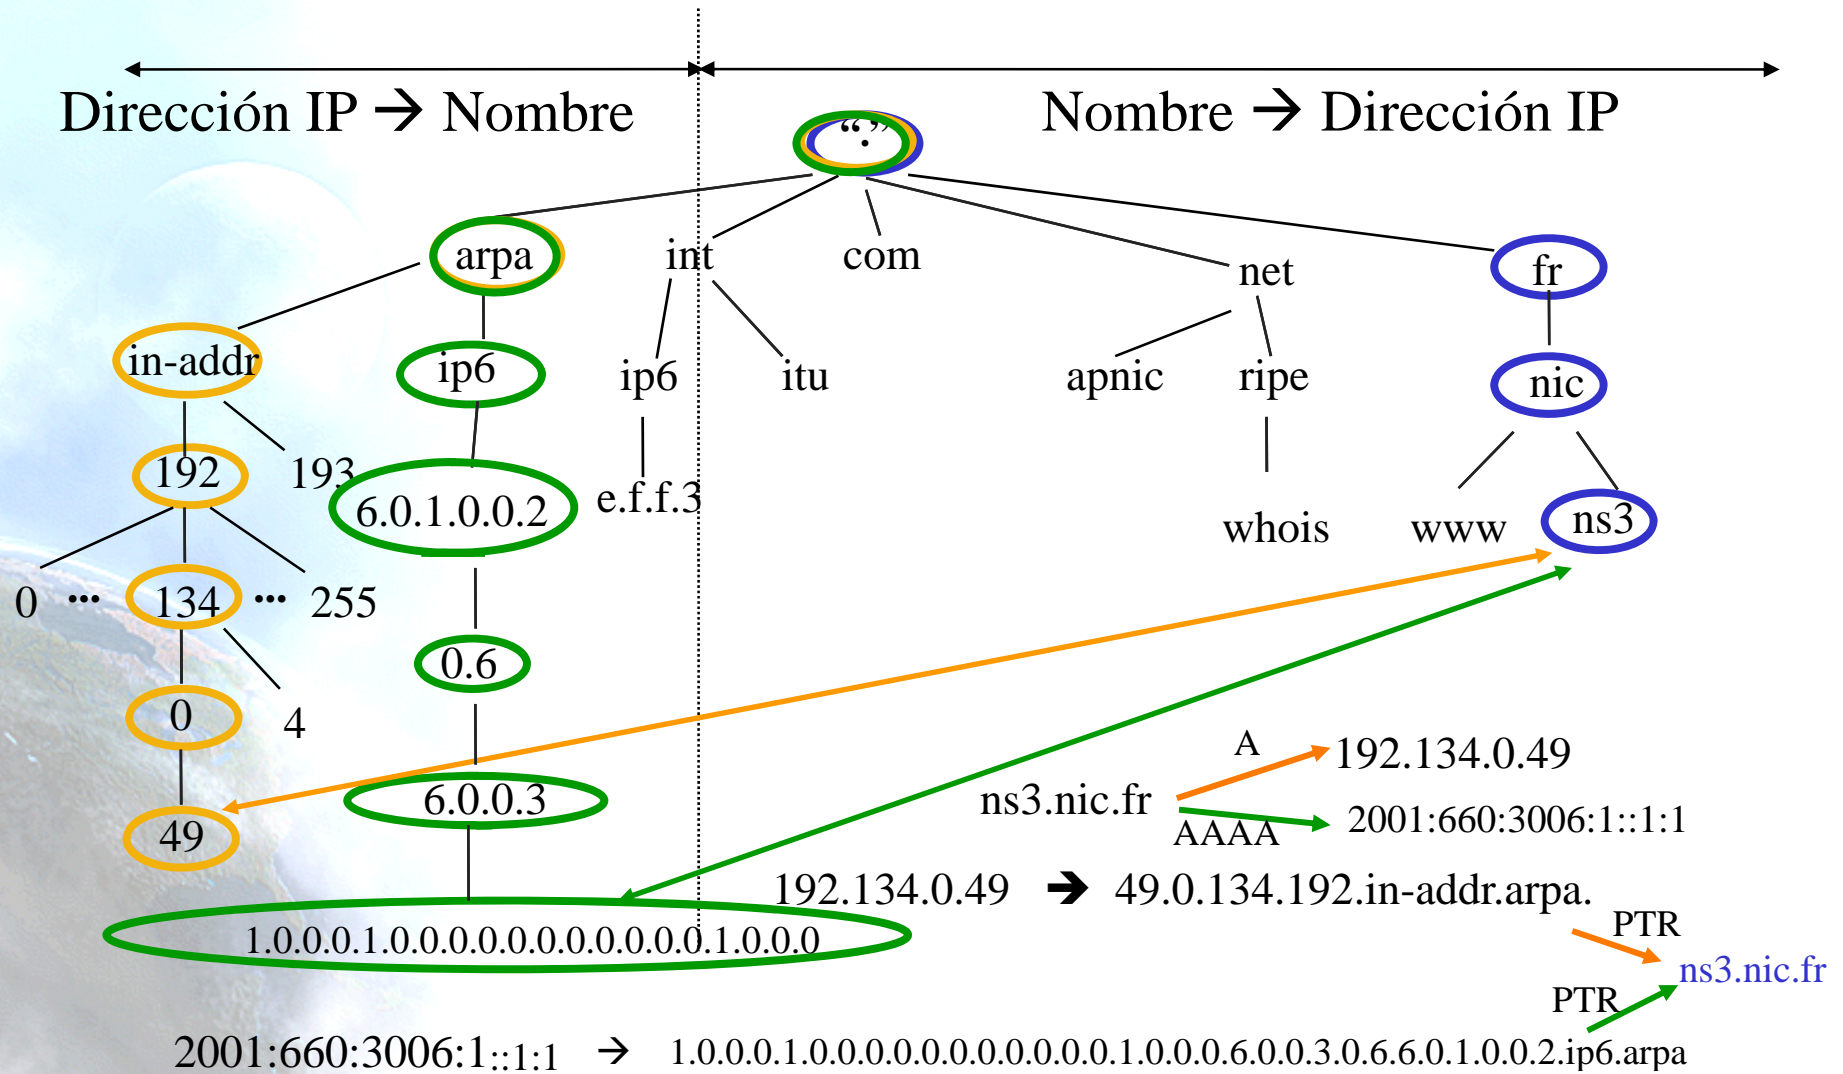 Dirección IP → Nombre
Nombre → Dirección IP
“.”
arpa
int
com
net
fr
in-addr
ip6
ip6
itu
apnic
ripe
nic
192
193
6.0.1.0.0.2
e.f.f.3
whois
www
ns3
0 ... 134 ... 255
0.6
0
4
6.0.0.3
49
A
192.134.0.49
ns3.nic.fr
AAAA
2001:660:3006:1::1:1
192.134.0.49 → 49.0.134.192.in-addr.arpa.
1.0.0.0.1.0.0.0.0.0.0.0.0.0.0.0.1.0.0.0
PTR
ns3.nic.fr
PTR
2001:660:3006:1::1:1 → 1.0.0.0.1.0.0.0.0.0.0.0.0.0.0.0.1.0.0.0.6.0.0.3.0.6.6.0.1.0.0.2.ip6.arpa